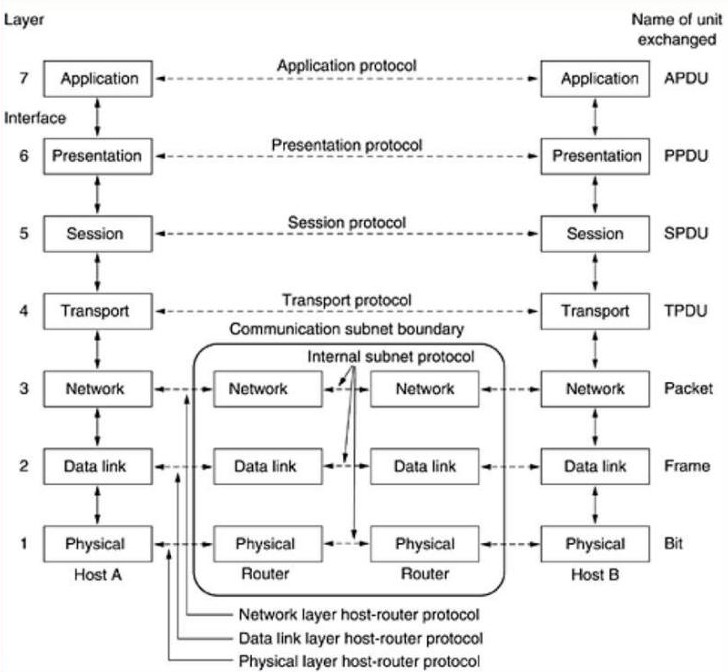 Layer
Name of unit
exchanged
7 Application Application protocol Application APDU
Interface
6 Presentation Presentation protocol Presentation PPDU
5 Session Session protocol Session SPDU
4 Transport Transport protocol Transport TPDU
Communication subnet boundary
Internal subnet protocol
3 Network Network Network Network Packet
2 Data link Data link Data link Data link Frame
1 Physical Physical Physical Physical Bit
Host A Router Router Host B
Network layer host-router protocol
Data link layer host-router protocol
Physical layer host-router protocol